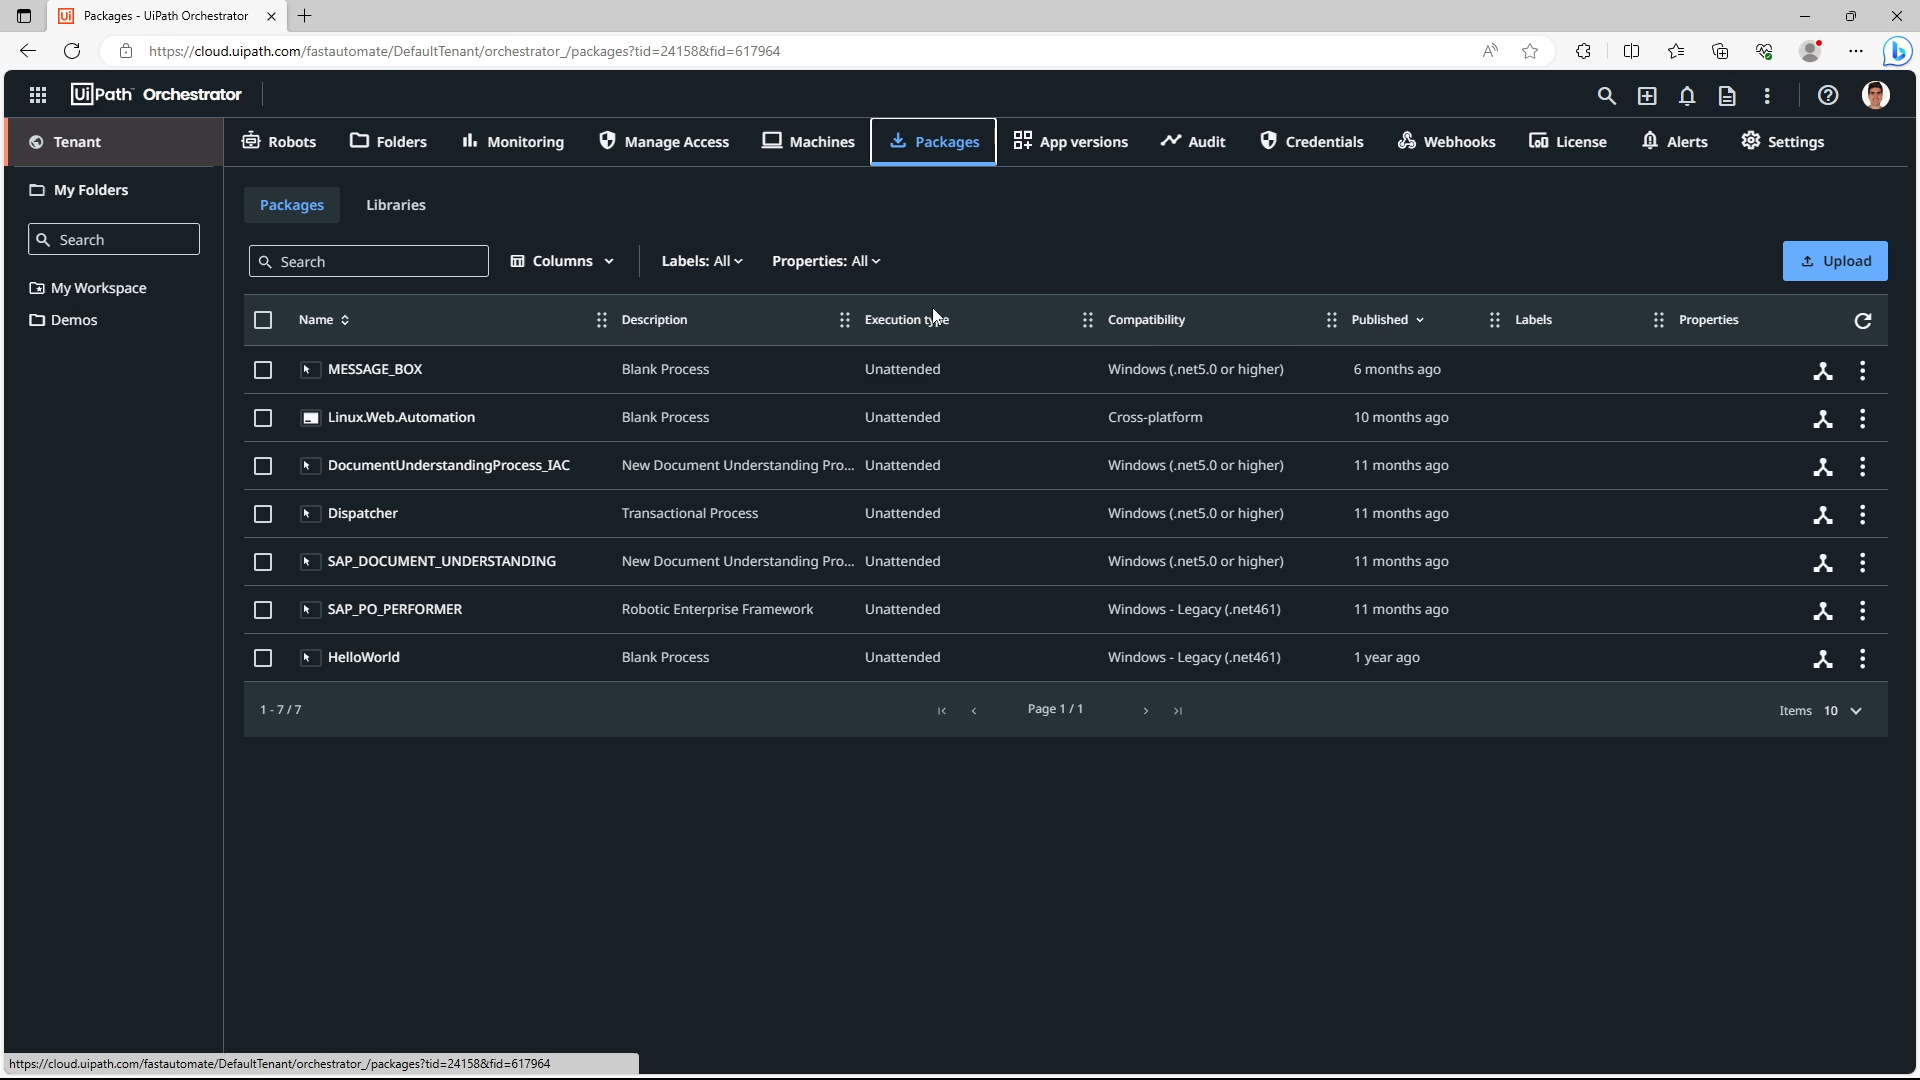 Packages - UiPath Orchestrator
https://cloud.uipath.com/fastautomate/DefaultTenant/orchestrator_/packages?tid=24158&fid=617964
UiPath Orchestrator
Tenant
Robots Folders Monitoring Manage Access Machines Packages App versions Audit Credentials Webhooks License Alerts Settings
My Folders
Packages Libraries
Search
Search Columns Labels: All Properties: All Upload
My Workspace
Demos
Name Description Execution type Compatibility Published Labels Properties
MESSAGE_BOX Blank Process Unattended Windows (.net5.0 or higher) 6 months ago
Linux.Web.Automation Blank Process Unattended Cross-platform 10 months ago
DocumentUnderstandingProcess_IAC New Document Understanding Pro... Unattended Windows (.net5.0 or higher) 11 months ago
Dispatcher Transactional Process Unattended Windows (.net5.0 or higher) 11 months ago
SAP_DOCUMENT_UNDERSTANDING New Document Understanding Pro... Unattended Windows (.net5.0 or higher) 11 months ago
SAP_PO_PERFORMER Robotic Enterprise Framework Unattended Windows - Legacy (.net461) 11 months ago
HelloWorld Blank Process Unattended Windows - Legacy (.net461) 1 year ago
1 - 7 / 7 Page 1 / 1 Items 10
https://cloud.uipath.com/fastautomate/DefaultTenant/orchestrator_/packages?tid=24158&fid=617964